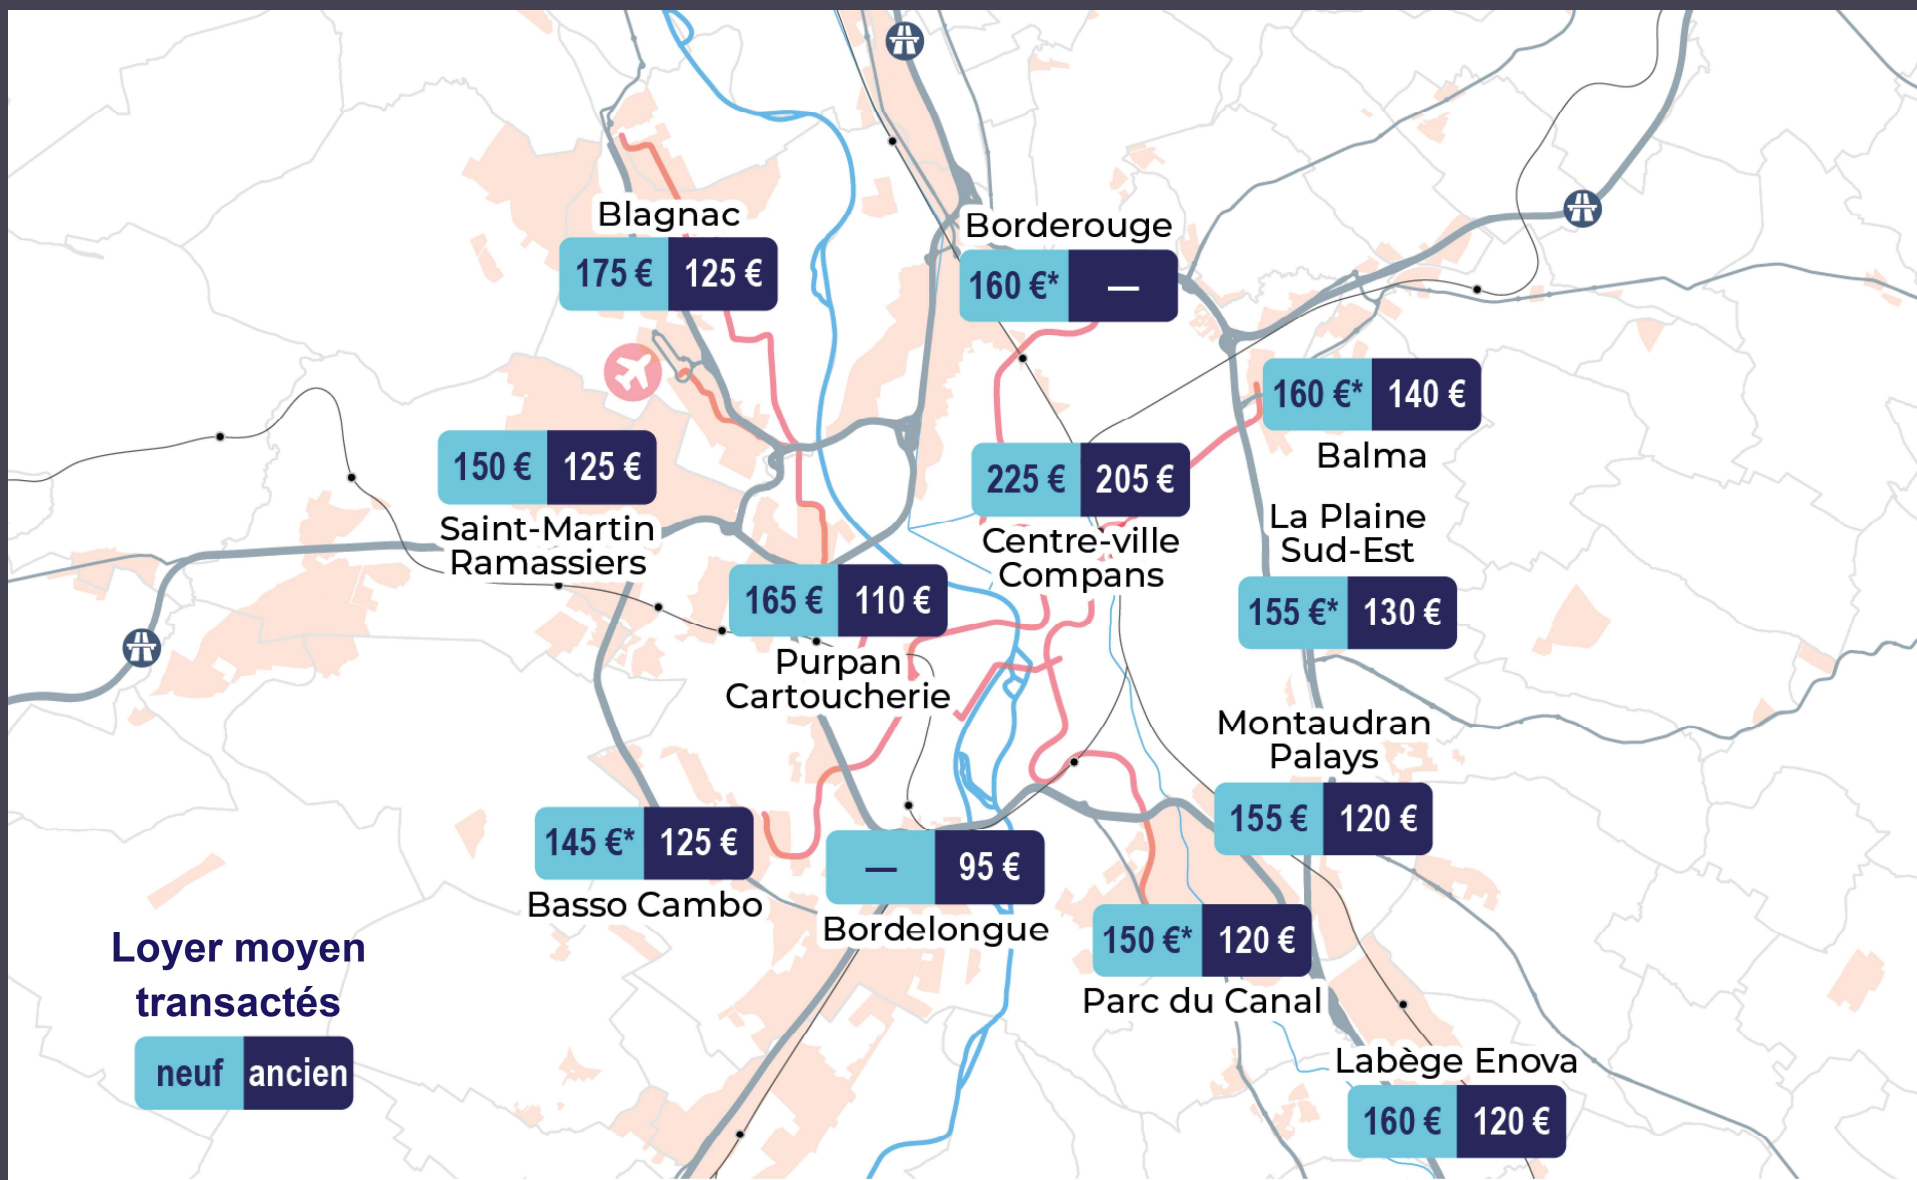 Blagnac
175 € 125 €
Borderouge
160 €* —
160 €* 140 €
Balma
150 € 125 €
Saint-Martin
Ramassiers
225 € 205 €
Centre-ville
Compans
La Plaine
Sud-Est
155 €* 130 €
165 € 110 €
Purpan
Cartoucherie
Montaudran
Palays
155 € 120 €
145 €* 125 €
Basso Cambo
— 95 €
Bordelongue
150 €* 120 €
Parc du Canal
Labège Enova
160 € 120 €
Loyer moyen
transactés
neuf ancien